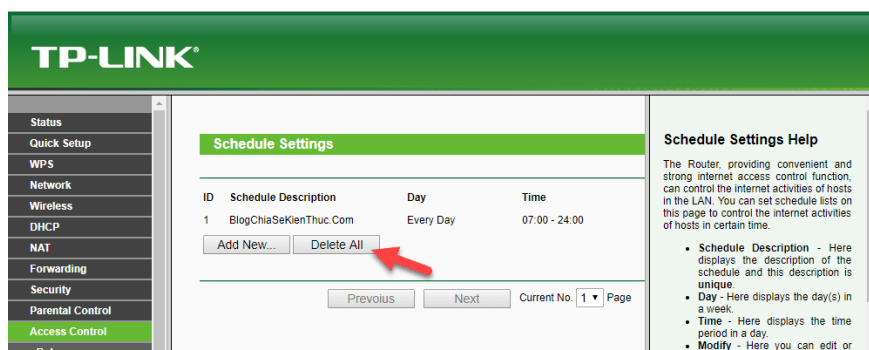 TP-LINK®
Status
Quick Setup
WPS
Network
Wireless
DHCP
NAT
Forwarding
Security
Parental Control
Access Control
Schedule Settings
ID Schedule Description Day Time
1 BlogChiaSeKienThuc.Com Every Day 07:00 - 24:00
Add New... Delete All
Prevoius Next Current No. 1 Page
Schedule Settings Help
The Router, providing convenient and
strong internet access control function,
can control the internet activities of hosts
in the LAN. You can set schedule lists on
this page to control the internet activities
of hosts in certain time.
• Schedule Description - Here
displays the description of the
schedule and this description is
unique.
• Day - Here displays the day(s) in
a week.
• Time - Here displays the time
period in a day.
• Modify - Here you can edit or